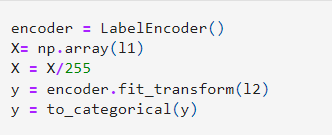 encoder = LabelEncoder()
X= np.array(l1)
X = X/255
y = encoder.fit_transform(l2)
y = to_categorical(y)